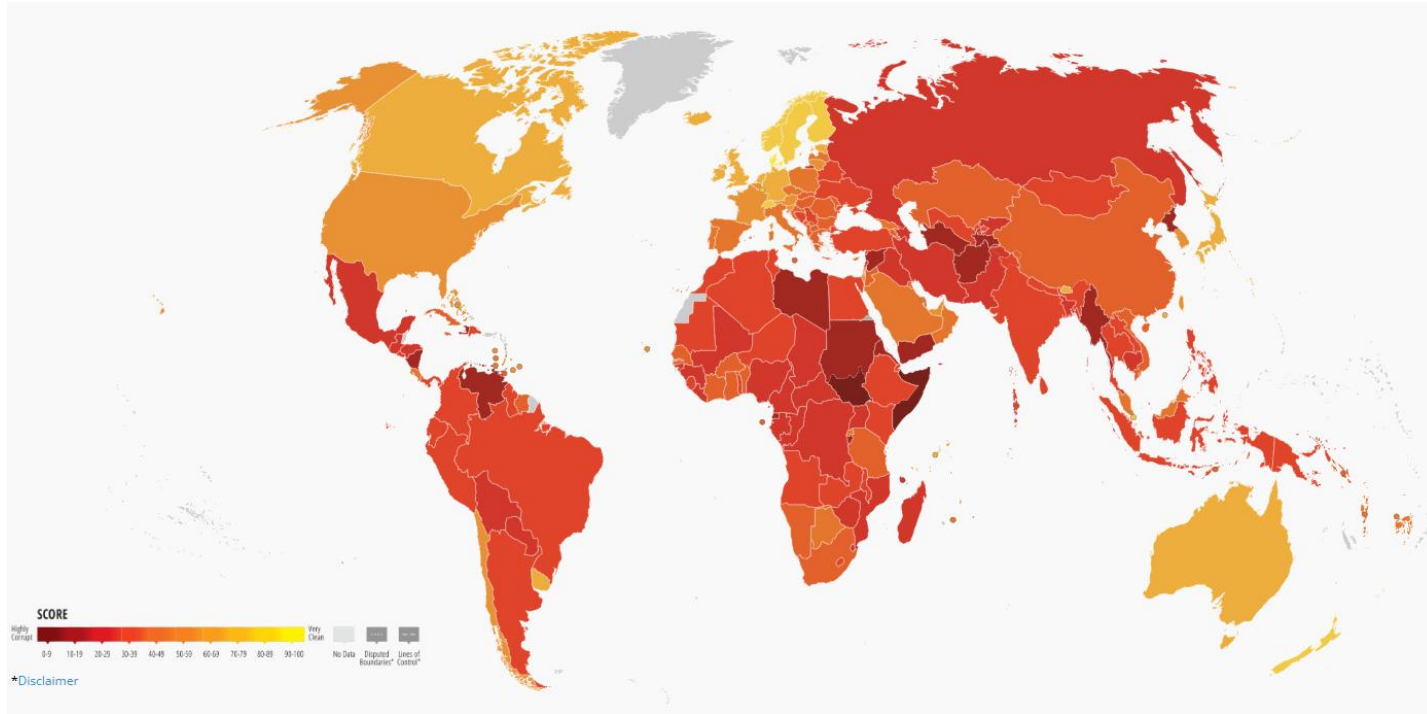 SCORE
Highly
Corrupt
Very
Clean
0-9 10-19 20-29 30-39 40-49 50-59 60-69 70-79 80-89 90-100
No Data
Disputed
Boundaries*
Lines of
Control*
*Disclaimer